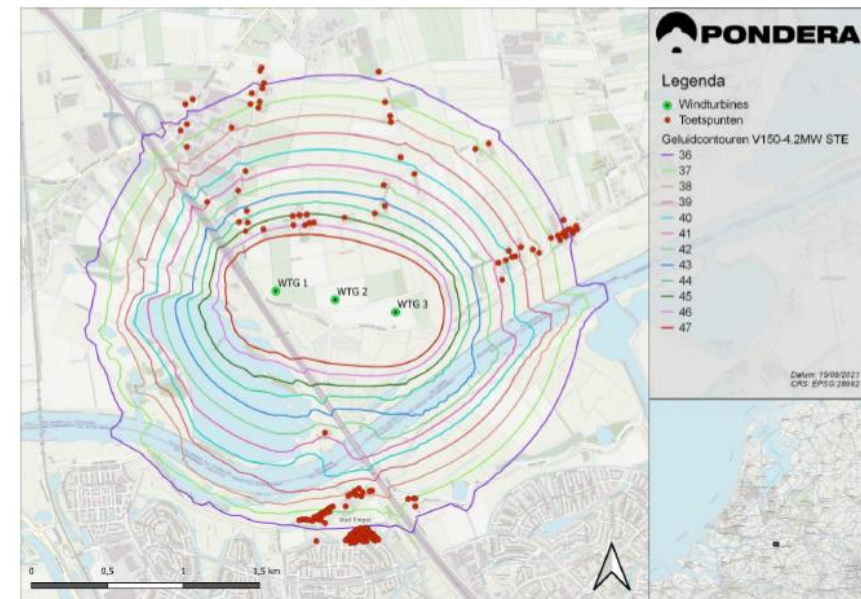 PONDERA
Legenda
Windturbines
Toetspunten
Geluidcontouren V150-4.2MW STE
36
37
38
39
40
41
42
43
44
45
46
47
WTG 1
WTG 2
WTG 3
Oud Empel
Datum: 15/09/2021
CRS: EPSG:28992
0
0,5
1
1,5 km